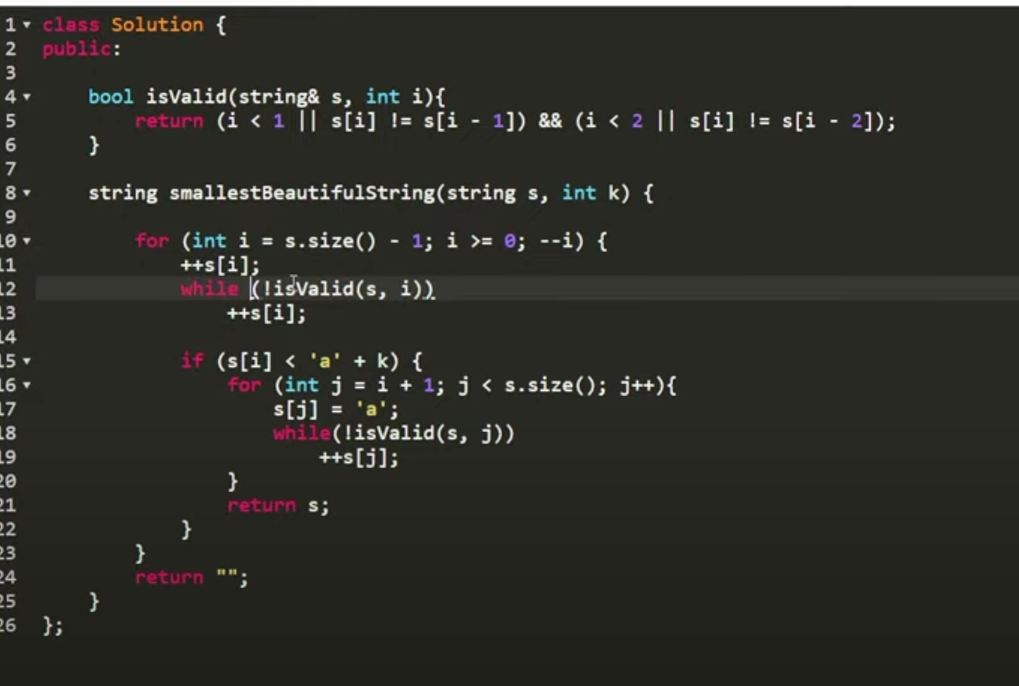 1 class Solution {
2 public:
3
4 bool isValid(string& s, int i){
5 return (i < 1 || s[i] != s[i - 1]) && (i < 2 || s[i] != s[i - 2]);
6 }
7
8 string smallestBeautifulString(string s, int k) {
9
10 for (int i = s.size() - 1; i >= 0; --i) {
11 ++s[i];
12 while (!isValid(s, i))
13 ++s[i];
14
15 if (s[i] < 'a' + k) {
16 for (int j = i + 1; j < s.size(); j++){
17 s[j] = 'a';
18 while(!isValid(s, j))
19 ++s[j];
20 }
21 return s;
22 }
23 }
24 return "";
25 }
26 };